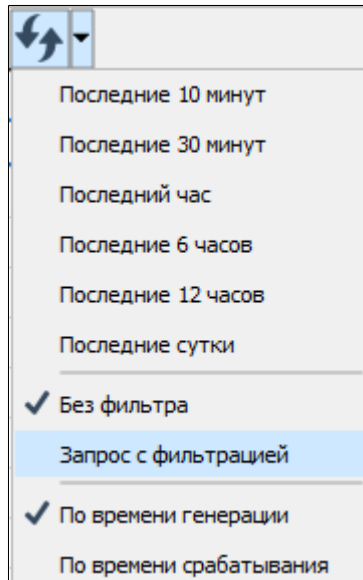 Последние 10 минут
Последние 30 минут
Последний час
Последние 6 часов
Последние 12 часов
Последние сутки
Без фильтра
Запрос с фильтрацией
По времени генерации
По времени срабатывания